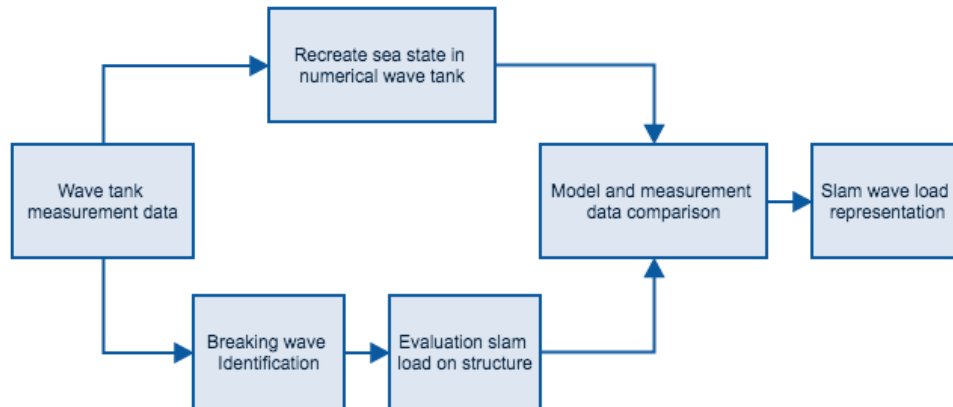 Recreate sea state in
numerical wave tank
Wave tank
measurement data
Model and measurement
data comparison
Slam wave load
representation
Breaking wave
Identification
Evaluation slam
load on structure